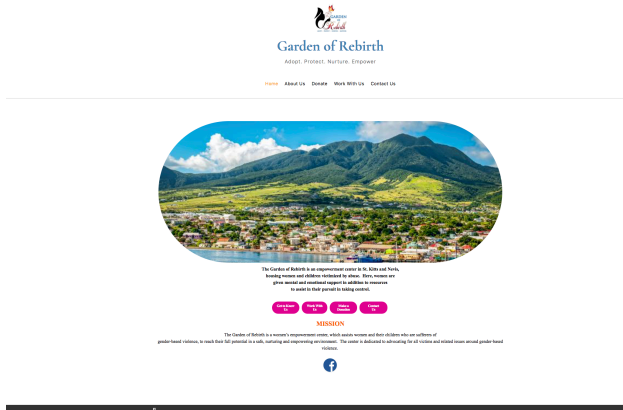 GARDEN
of
Rebirth
Garden of Rebirth
Adopt. Protect. Nurture. Empower
Home About Us Donate Work With Us Contact Us
The Garden of Rebirth is an empowerment center in St. Kitts and Nevis,
housing women and children victimized by abuse. Here, women are
given mental and emotional support in addition to resources
to assist in their pursuit in taking control.
Get to Know Us
Work With Us
Make a Donation
Contact Us
MISSION
The Garden of Rebirth is a women's empowerment center, which assists women and their children who are sufferers of
gender-based violence, to reach their full potential in a safe, nurturing and empowering environment. The center is dedicated to advocating for all victims and related issues around gender-based
violence.